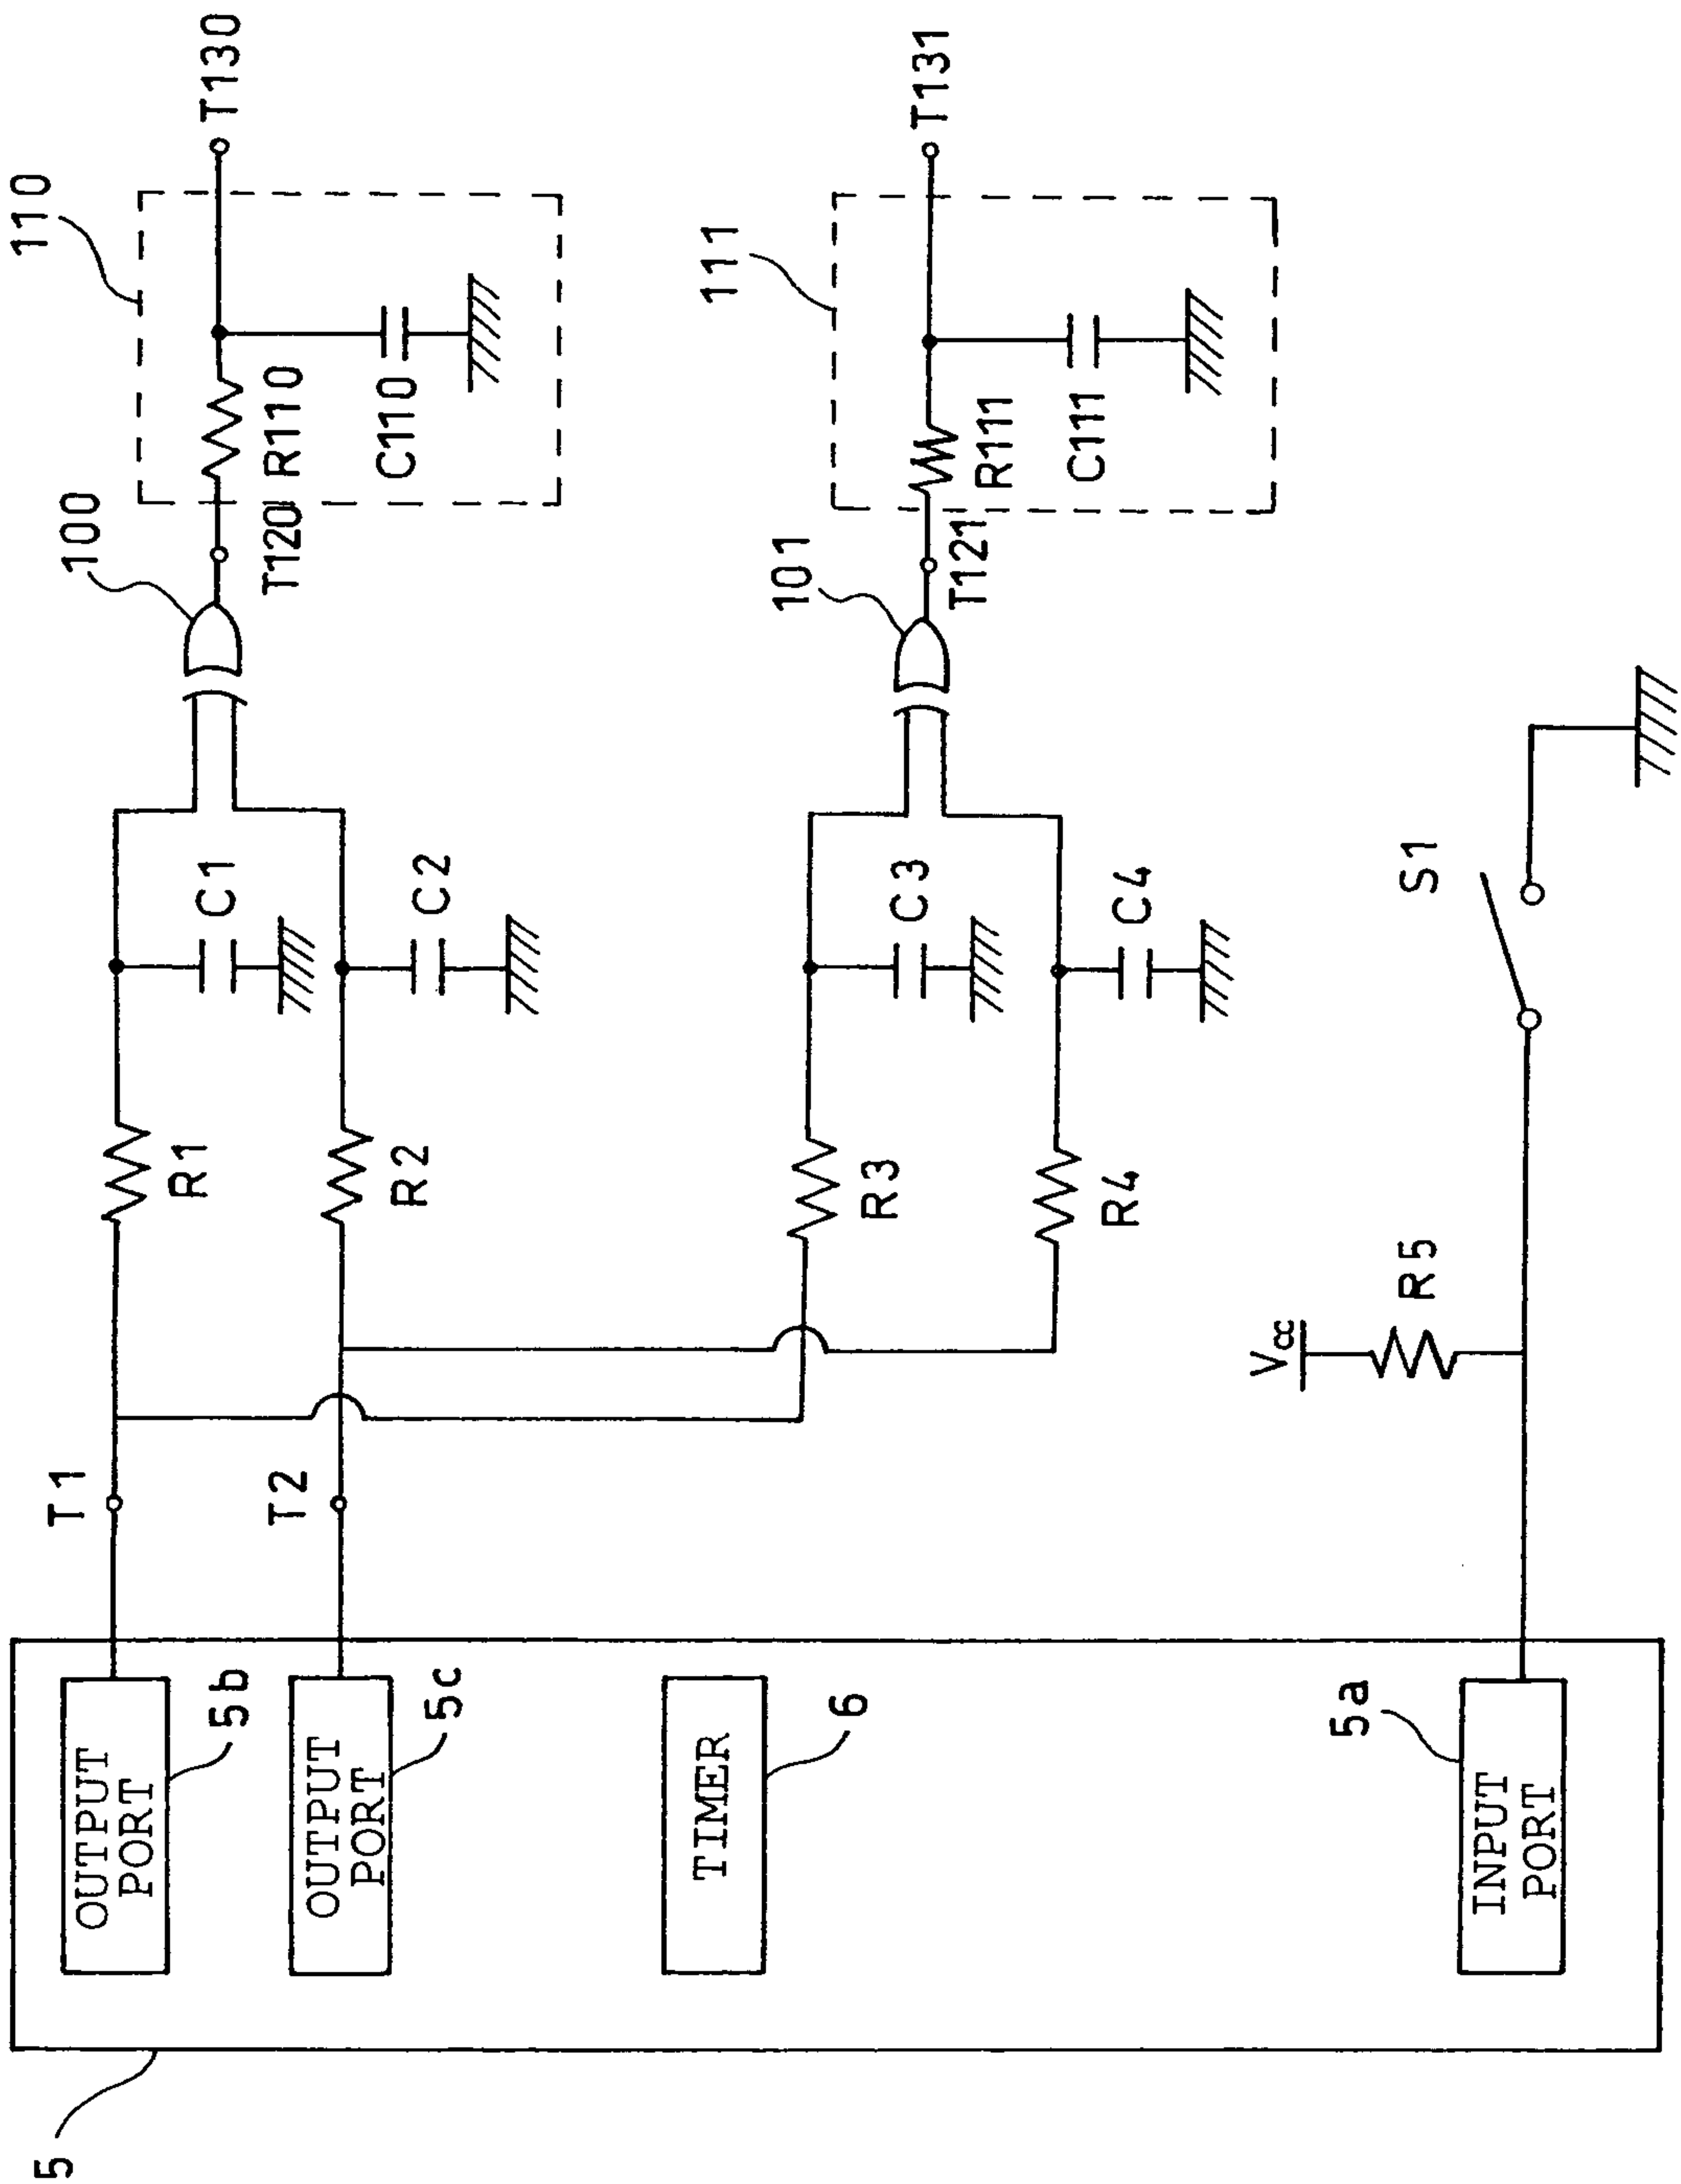 5
OUTPUT
PORT
5b
OUTPUT
PORT
5c
TIMER
6
INPUT
PORT
5a
T1
T2
R1
R2
R3
R4
Vcc
R5
C1
C2
C3
C4
S1
100
101
T120
T121
110
R110
C110
T130
111
R111
C111
T131